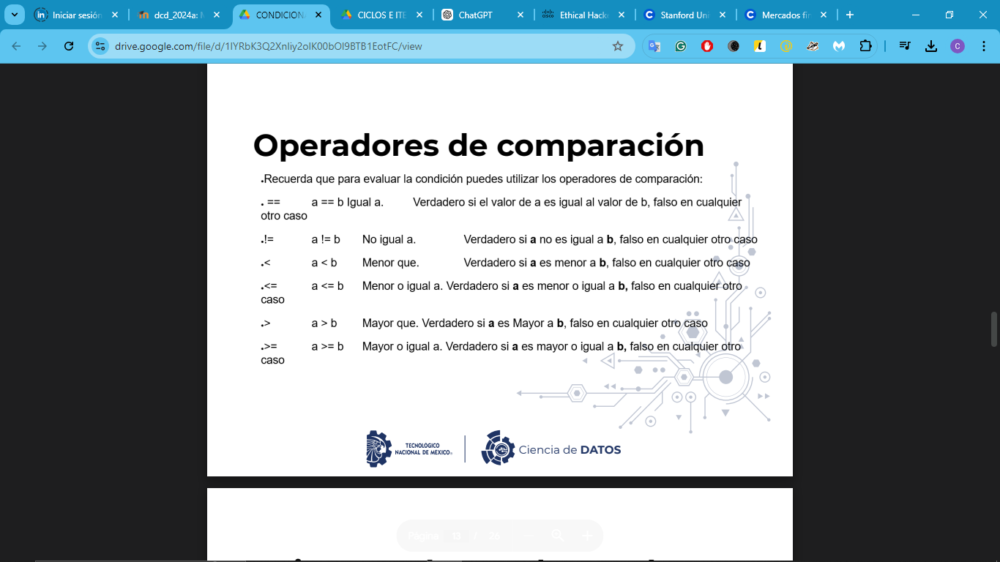 Iniciar sesión
dcd_2024a: M
CONDICION
CICLOS E ITE
ChatGPT
Ethical Hack
Stanford Uni
Mercados fin
drive.google.com/file/d/1IYRbK3Q2XnIiy2oIK00bOI9BTB1EotFC/view
C
Operadores de comparación
•Recuerda que para evaluar la condición puedes utilizar los operadores de comparación:
• == a == b Igual a. Verdadero si el valor de a es igual al valor de b, falso en cualquier
otro caso
•!= a != b No igual a. Verdadero si a no es igual a b, falso en cualquier otro caso
•< a < b Menor que. Verdadero si a es menor a b, falso en cualquier otro caso
•<= a <= b Menor o igual a. Verdadero si a es menor o igual a b, falso en cualquier otro
caso
•> a > b Mayor que. Verdadero si a es Mayor a b, falso en cualquier otro caso
•>= a >= b Mayor o igual a. Verdadero si a es mayor o igual a b, falso en cualquier otro
caso
TECNOLÓGICO
NACIONAL DE MÉXICO®
Ciencia de DATOS
Página 13 / 26